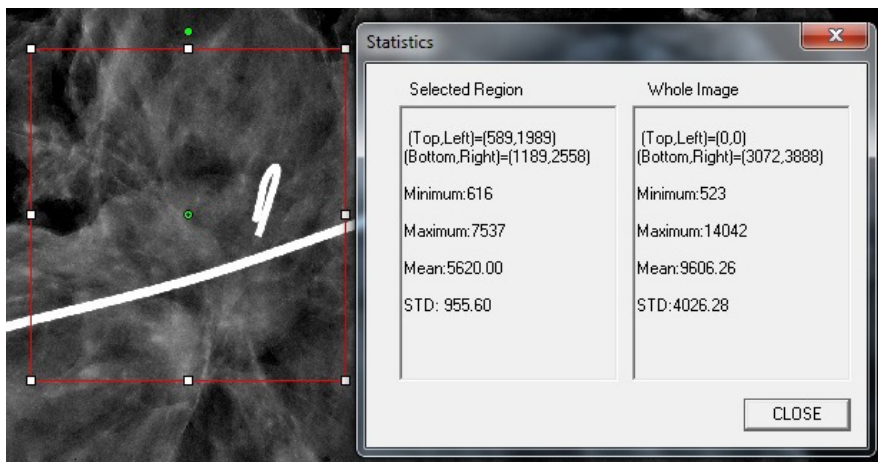 Statistics
Selected Region
(Top,Left)=(589,1989)
(Bottom,Right)=(1189,2558)
Minimum:616
Maximum:7537
Mean:5620.00
STD: 955.60
Whole Image
(Top,Left)=(0,0)
(Bottom,Right)=(3072,3888)
Minimum:523
Maximum:14042
Mean:9606.26
STD:4026.28
CLOSE